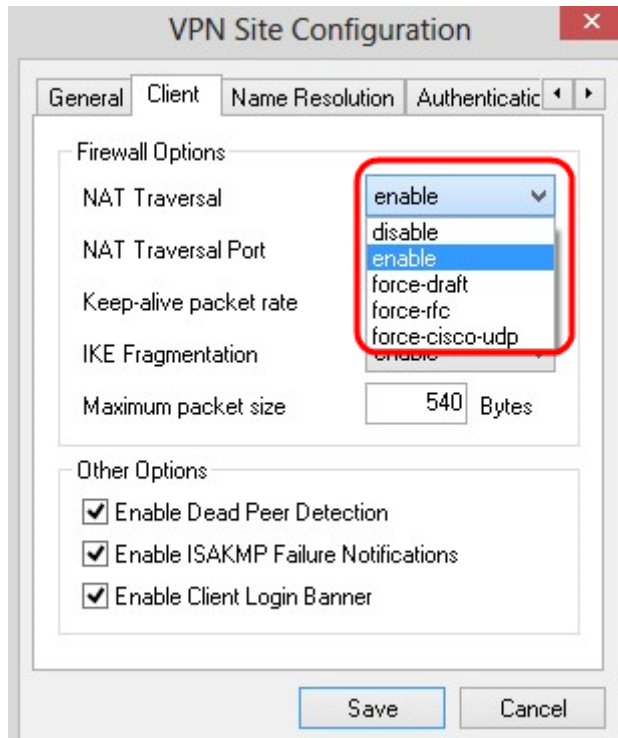 VPN Site Configuration
General Client Name Resolution Authenticatic
Firewall Options
NAT Traversal enable
disable
NAT Traversal Port enable
force-draft
Keep-alive packet rate force-rfc
force-cisco-udp
IKE Fragmentation enable
Maximum packet size 540 Bytes
Other Options
Enable Dead Peer Detection
Enable ISAKMP Failure Notifications
Enable Client Login Banner
Save Cancel